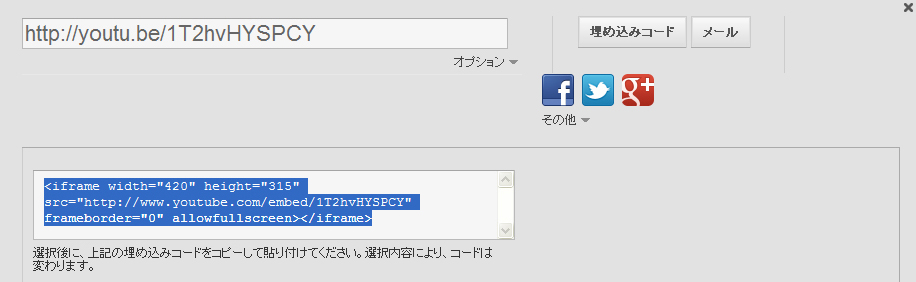 http://youtu.be/1T2hvHYSPCY
埋め込みコード
メール
オプション
その他
<iframe width="420" height="315"
src="http://www.youtube.com/embed/1T2hvHYSPCY"
frameborder="0" allowfullscreen></iframe>
選択後に、上記の埋め込みコードをコピーして貼り付けてください。選択内容により、コードは
変わります。